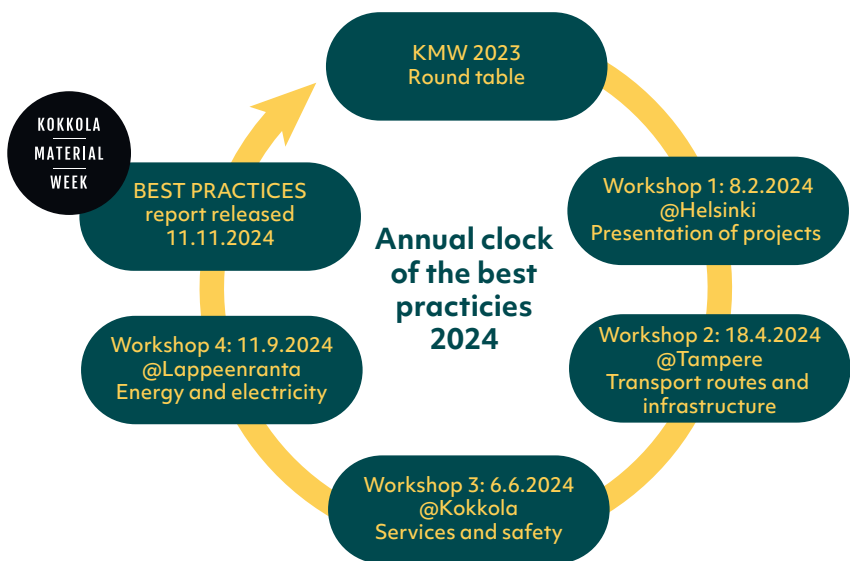 KMW 2023
Round table
Workshop 1: 8.2.2024
@Helsinki
Presentation of projects
Workshop 2: 18.4.2024
@Tampere
Transport routes and
infrastructure
Workshop 3: 6.6.2024
@Kokkola
Services and safety
Workshop 4: 11.9.2024
@Lappeenranta
Energy and electricity
BEST PRACTICES
report released
11.11.2024
KOKKOLA
MATERIAL
WEEK
Annual clock
of the best
practicies
2024